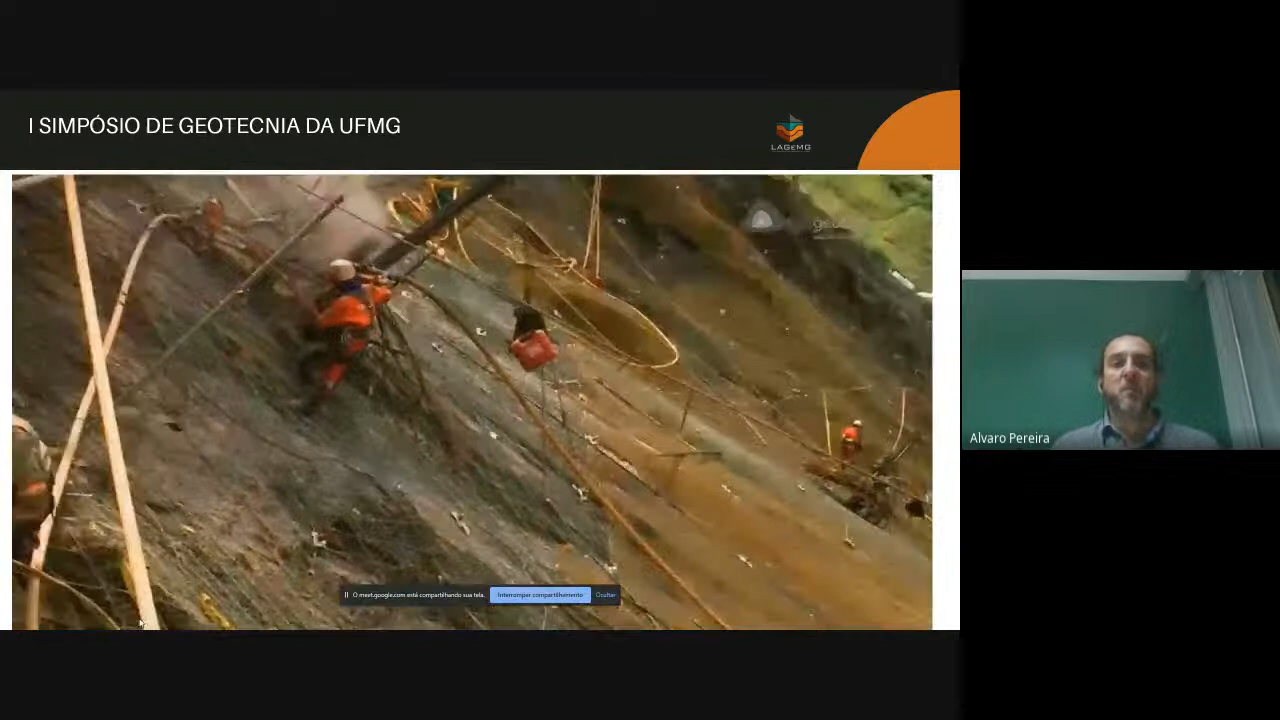 I SIMPÓSIO DE GEOTECNIA DA UFMG
LAGEMG
Alvaro Pereira
O meet.google.com está compartilhando sua tela.
Interromper compartilhamento
Ocultar